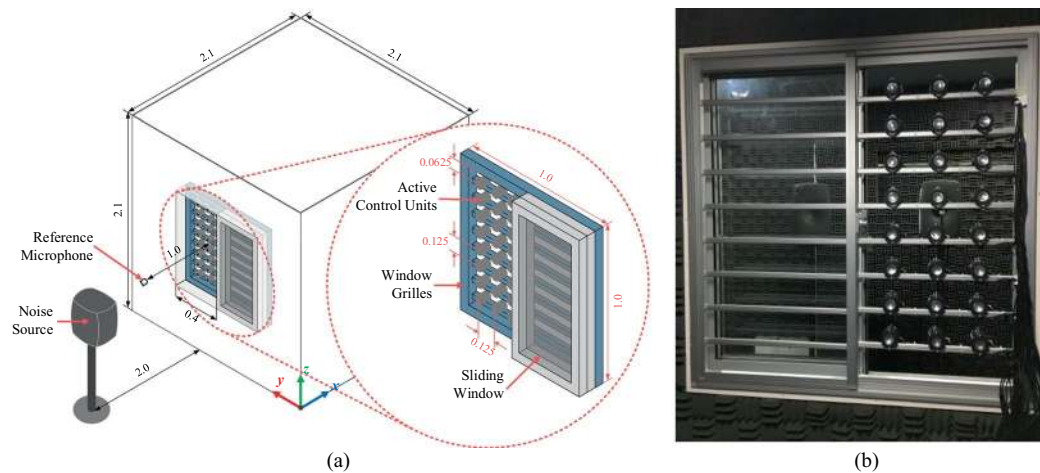 2.1
2.1
2.1
Reference
Microphone
1.0
Noise
Source
0.4
2.0
y
z
x
0.0625
1.0
Active
Control Units
0.125
Window
Grilles
1.0
0.125
Sliding
Window
(a)
(b)